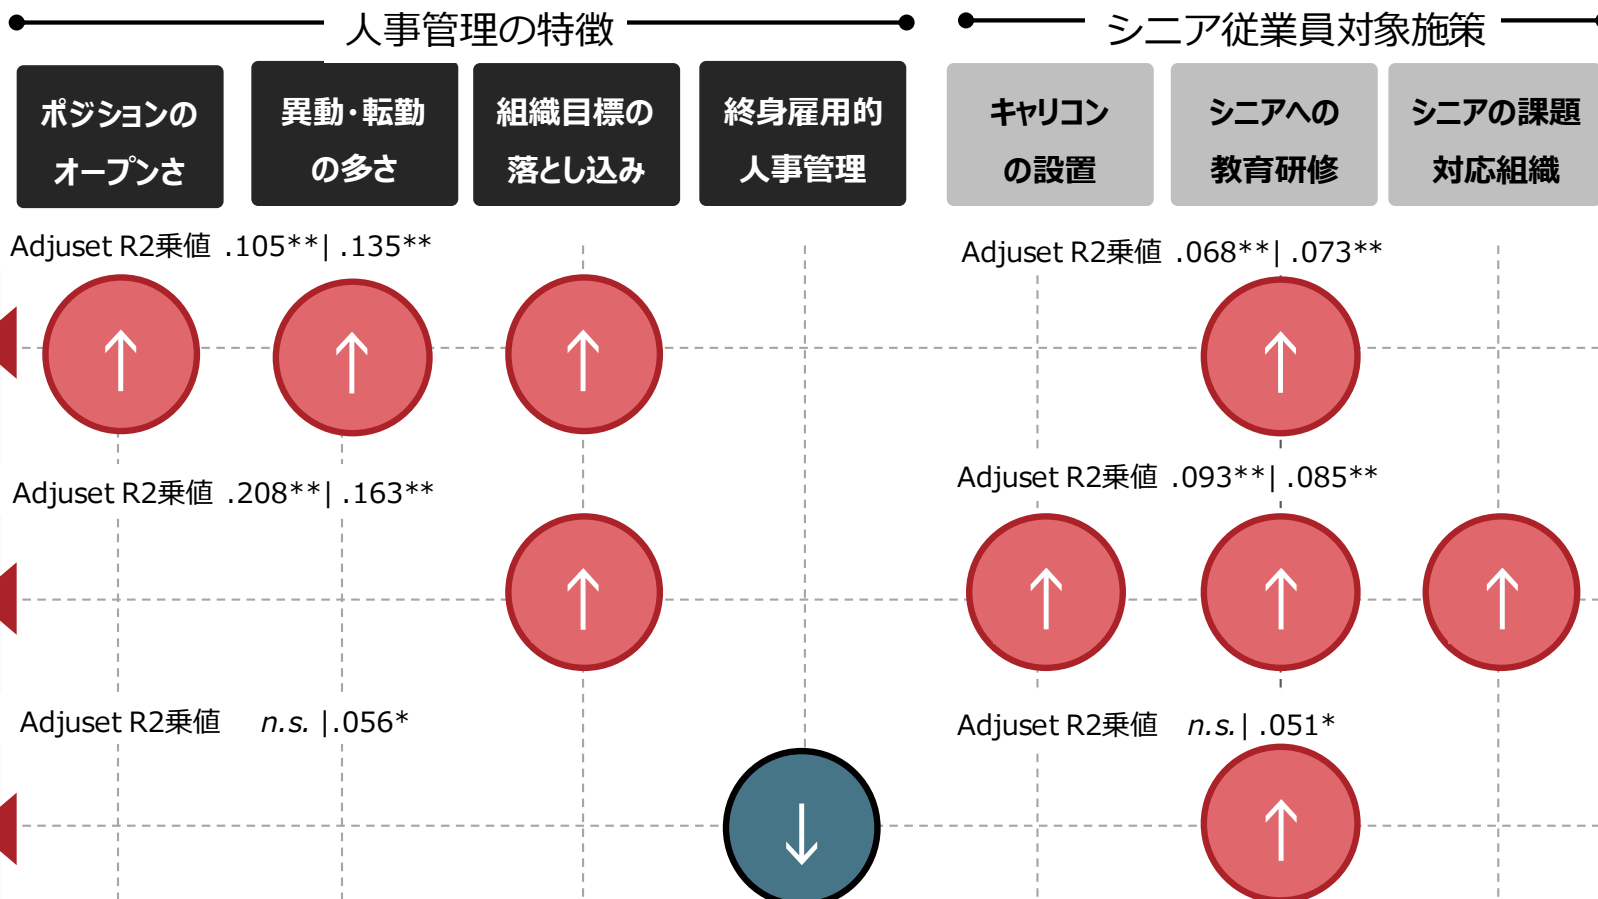 人事管理の特徴
シニア従業員対象施策
ポジションの
オープンさ
異動・転勤
の多さ
組織目標の
落とし込み
終身雇用的
人事管理
キャリコン
の設置
シニアへの
教育研修
シニアの課題
対応組織
Adjuset R2乗値 .105**| .135**
Adjuset R2乗値 .068**| .073**
↑
↑
↑
↑
Adjuset R2乗値 .208**| .163**
Adjuset R2乗値 .093**| .085**
↑
↑
↑
↑
Adjuset R2乗値 n.s. |.056*
Adjuset R2乗値 n.s.| .051*
↓
↑